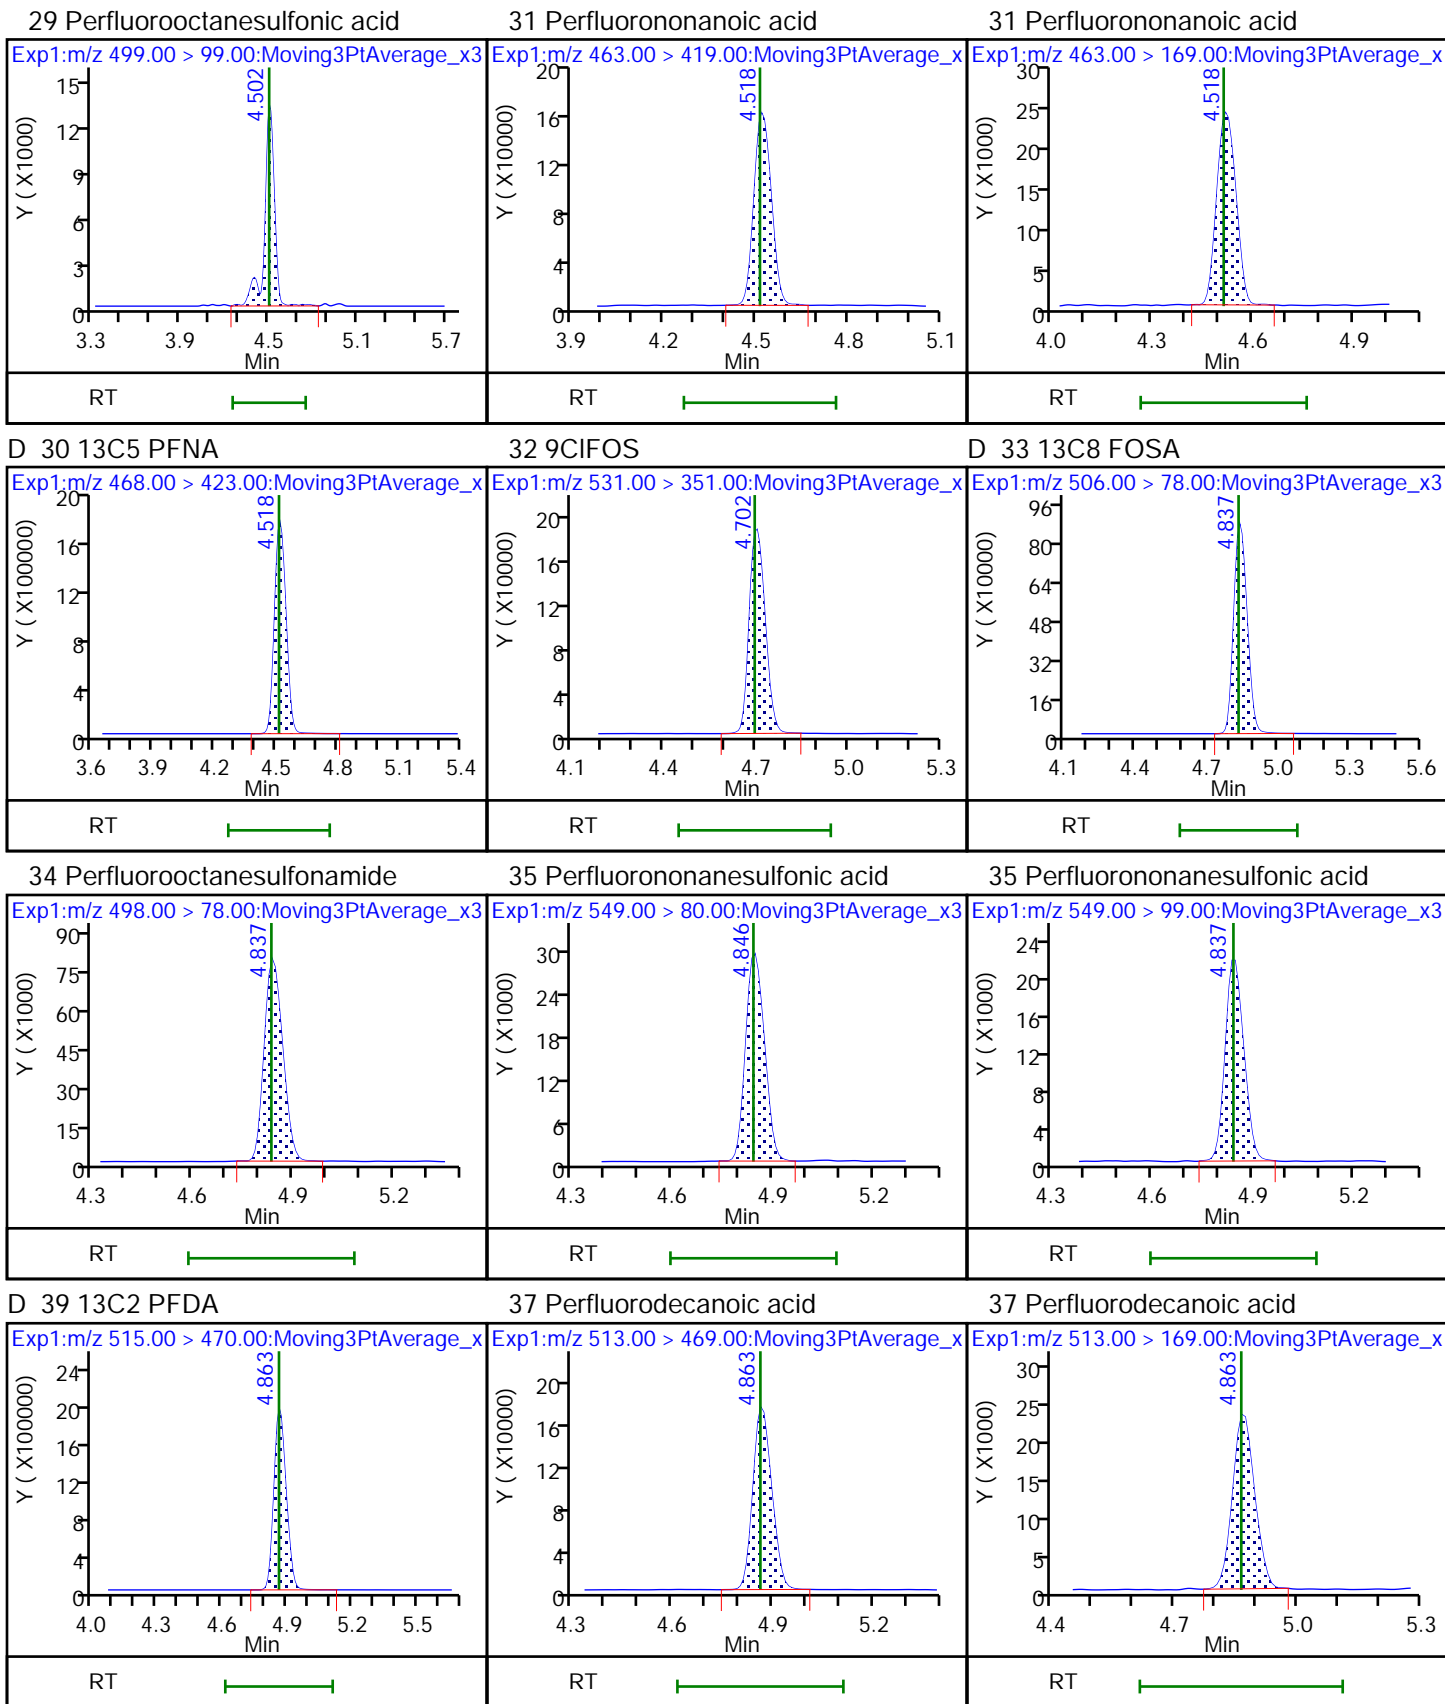 29 Perfluorooctanesulfonic acid
Exp1:m/z 499.00 > 99.00:Moving3PtAverage_x3
4.502
Y ( X1000)
15
12
9
6
3
0
3.3 3.9 4.5 5.1 5.7
Min
RT
31 Perfluorononanoic acid
Exp1:m/z 463.00 > 419.00:Moving3PtAverage_x
4.518
Y ( X10000)
20
16
12
8
4
0
3.9 4.2 4.5 4.8 5.1
Min
RT
31 Perfluorononanoic acid
Exp1:m/z 463.00 > 169.00:Moving3PtAverage_x
4.518
Y ( X1000)
30
25
20
15
10
5
0
4.0 4.3 4.6 4.9
Min
RT
D 30 13C5 PFNA
Exp1:m/z 468.00 > 423.00:Moving3PtAverage_x
4.518
Y ( X100000)
20
16
12
8
4
0
3.6 3.9 4.2 4.5 4.8 5.1 5.4
Min
RT
32 9ClFOS
Exp1:m/z 531.00 > 351.00:Moving3PtAverage_x
4.702
Y ( X10000)
20
16
12
8
4
0
4.1 4.4 4.7 5.0 5.3
Min
RT
D 33 13C8 FOSA
Exp1:m/z 506.00 > 78.00:Moving3PtAverage_x3
4.837
Y ( X10000)
96
80
64
48
32
16
0
4.1 4.4 4.7 5.0 5.3 5.6
Min
RT
34 Perfluorooctanesulfonamide
Exp1:m/z 498.00 > 78.00:Moving3PtAverage_x3
4.837
Y ( X1000)
90
75
60
45
30
15
0
4.3 4.6 4.9 5.2
Min
RT
35 Perfluorononanesulfonic acid
Exp1:m/z 549.00 > 80.00:Moving3PtAverage_x3
4.846
Y ( X1000)
30
24
18
12
6
0
4.3 4.6 4.9 5.2
Min
RT
35 Perfluorononanesulfonic acid
Exp1:m/z 549.00 > 99.00:Moving3PtAverage_x3
4.837
Y ( X1000)
24
20
16
12
8
4
0
4.3 4.6 4.9 5.2
Min
RT
D 39 13C2 PFDA
Exp1:m/z 515.00 > 470.00:Moving3PtAverage_x
4.863
Y ( X100000)
24
20
16
12
8
4
0
4.0 4.3 4.6 4.9 5.2 5.5
Min
RT
37 Perfluorodecanoic acid
Exp1:m/z 513.00 > 469.00:Moving3PtAverage_x
4.863
Y ( X10000)
20
16
12
8
4
0
4.3 4.6 4.9 5.2
Min
RT
37 Perfluorodecanoic acid
Exp1:m/z 513.00 > 169.00:Moving3PtAverage_x
4.863
Y ( X1000)
30
25
20
15
10
5
0
4.4 4.7 5.0 5.3
Min
RT